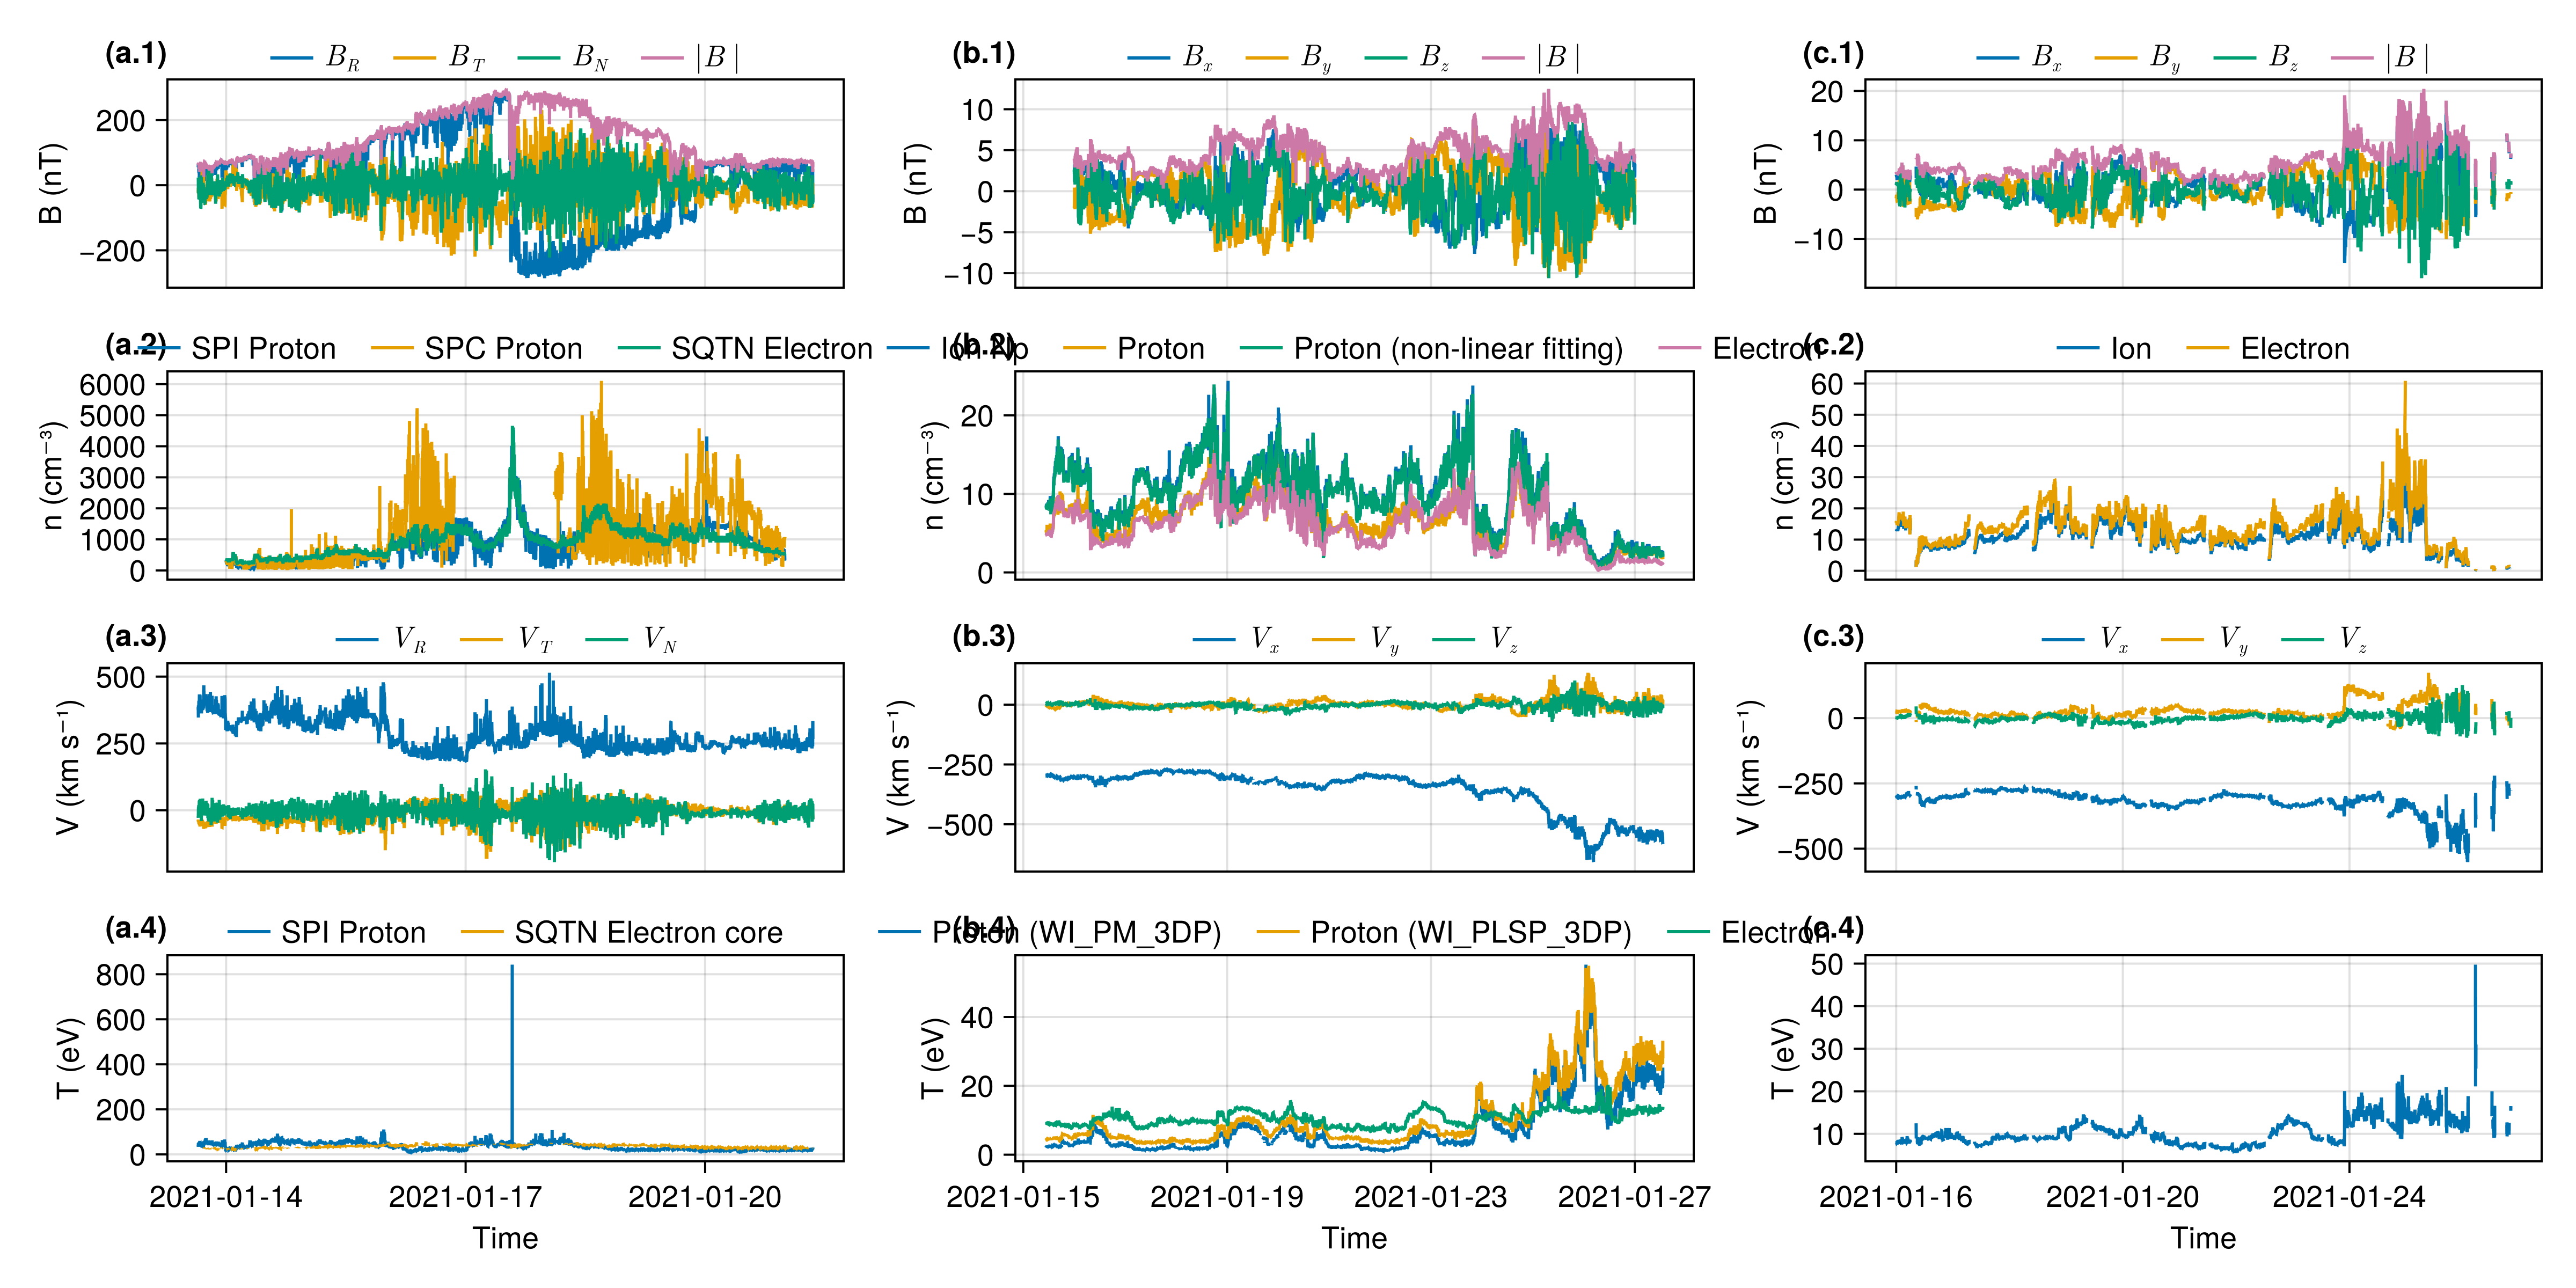 (a.1) B_R B_T B_N |B|
B (nT)
200
0
−200
(b.1) B_x B_y B_z |B|
B (nT)
10
5
0
−5
−10
(c.1) B_x B_y B_z |B|
B (nT)
20
10
0
−10
(a.2) SPI Proton SPC Proton SQTN Electron
n (cm⁻³)
6000
5000
4000
3000
2000
1000
0
(b.2) Ion Np Proton Proton (non-linear fitting) Electron
n (cm⁻³)
20
10
0
(c.2) Ion Electron
n (cm⁻³)
60
50
40
30
20
10
0
(a.3) V_R V_T V_N
V (km s⁻¹)
500
250
0
(b.3) V_x V_y V_z
V (km s⁻¹)
0
−250
−500
(c.3) V_x V_y V_z
V (km s⁻¹)
0
−250
−500
(a.4) SPI Proton SQTN Electron core
T (eV)
800
600
400
200
0
2021-01-14 2021-01-17 2021-01-20
Time
(b.4) Proton (WI_PM_3DP) Proton (WI_PLSP_3DP) Electron
T (eV)
40
20
0
2021-01-15 2021-01-19 2021-01-23 2021-01-27
Time
(c.4)
T (eV)
50
40
30
20
10
2021-01-16 2021-01-20 2021-01-24
Time